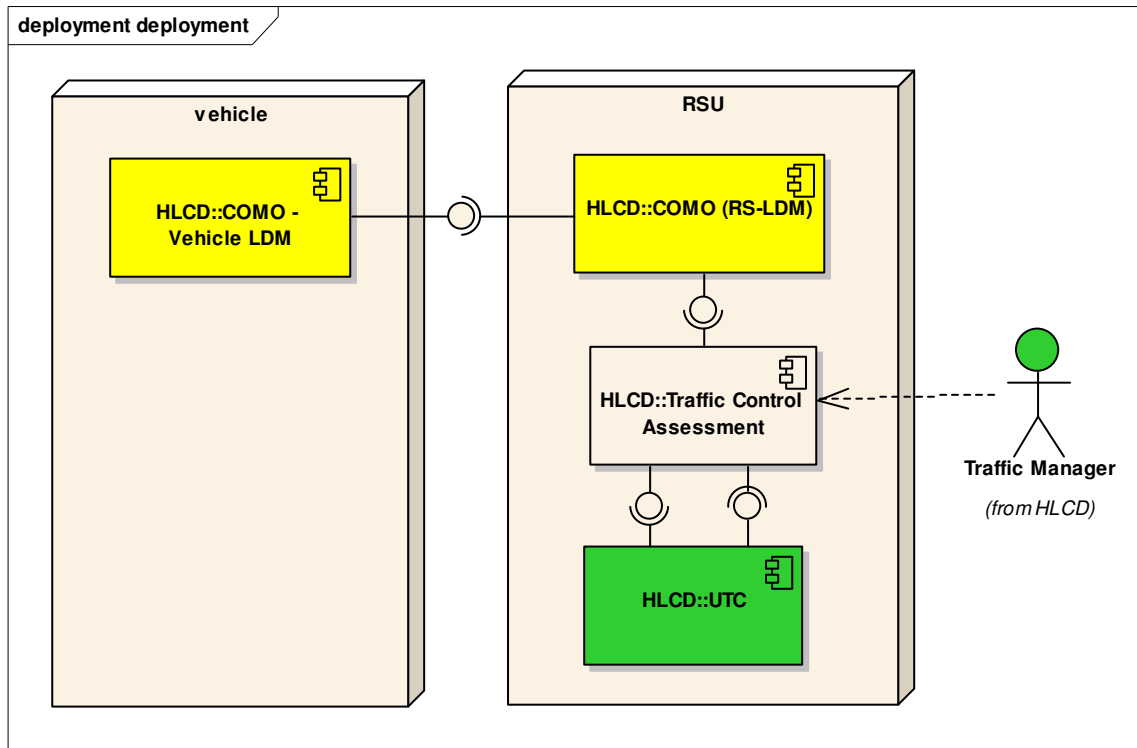 deployment deployment
vehicle
RSU
HLCD::COMO -
Vehicle LDM
HLCD::COMO (RS-LDM)
HLCD::Traffic Control
Assessment
Traffic Manager
(from HLCD)
HLCD::UTC